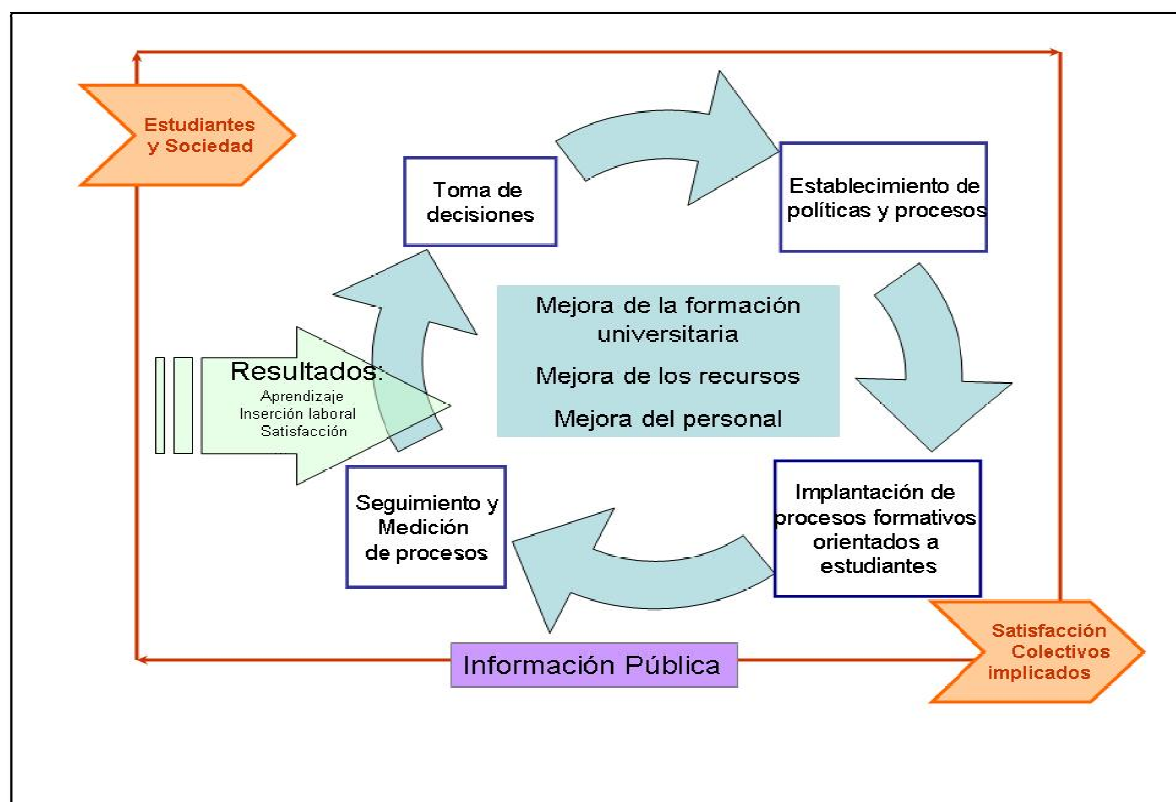 Estudiantes
y Sociedad
Toma de
decisiones
Establecimiento de
políticas y procesos
Mejora de la formación
universitaria
Mejora de los recursos
Mejora del personal
Resultados:
Aprendizaje
Inserción laboral
Satisfacción
Seguimiento y
Medición
de procesos
Implantación de
procesos formativos
orientados a
estudiantes
Satisfacción
Colectivos
implicados
Información Pública